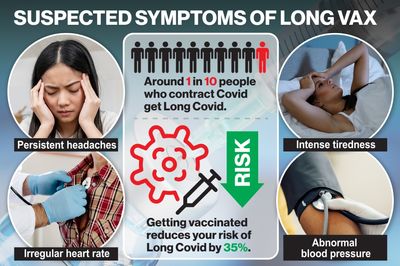 SUSPECTED SYMPTOMS OF LONG VAX
Persistent headaches
Irregular heart rate
Around 1 in 10 people
who contract Covid
get Long Covid.
RISK
Getting vaccinated
reduces your risk of
Long Covid by 35%.
Intense tiredness
Abnormal
blood pressure